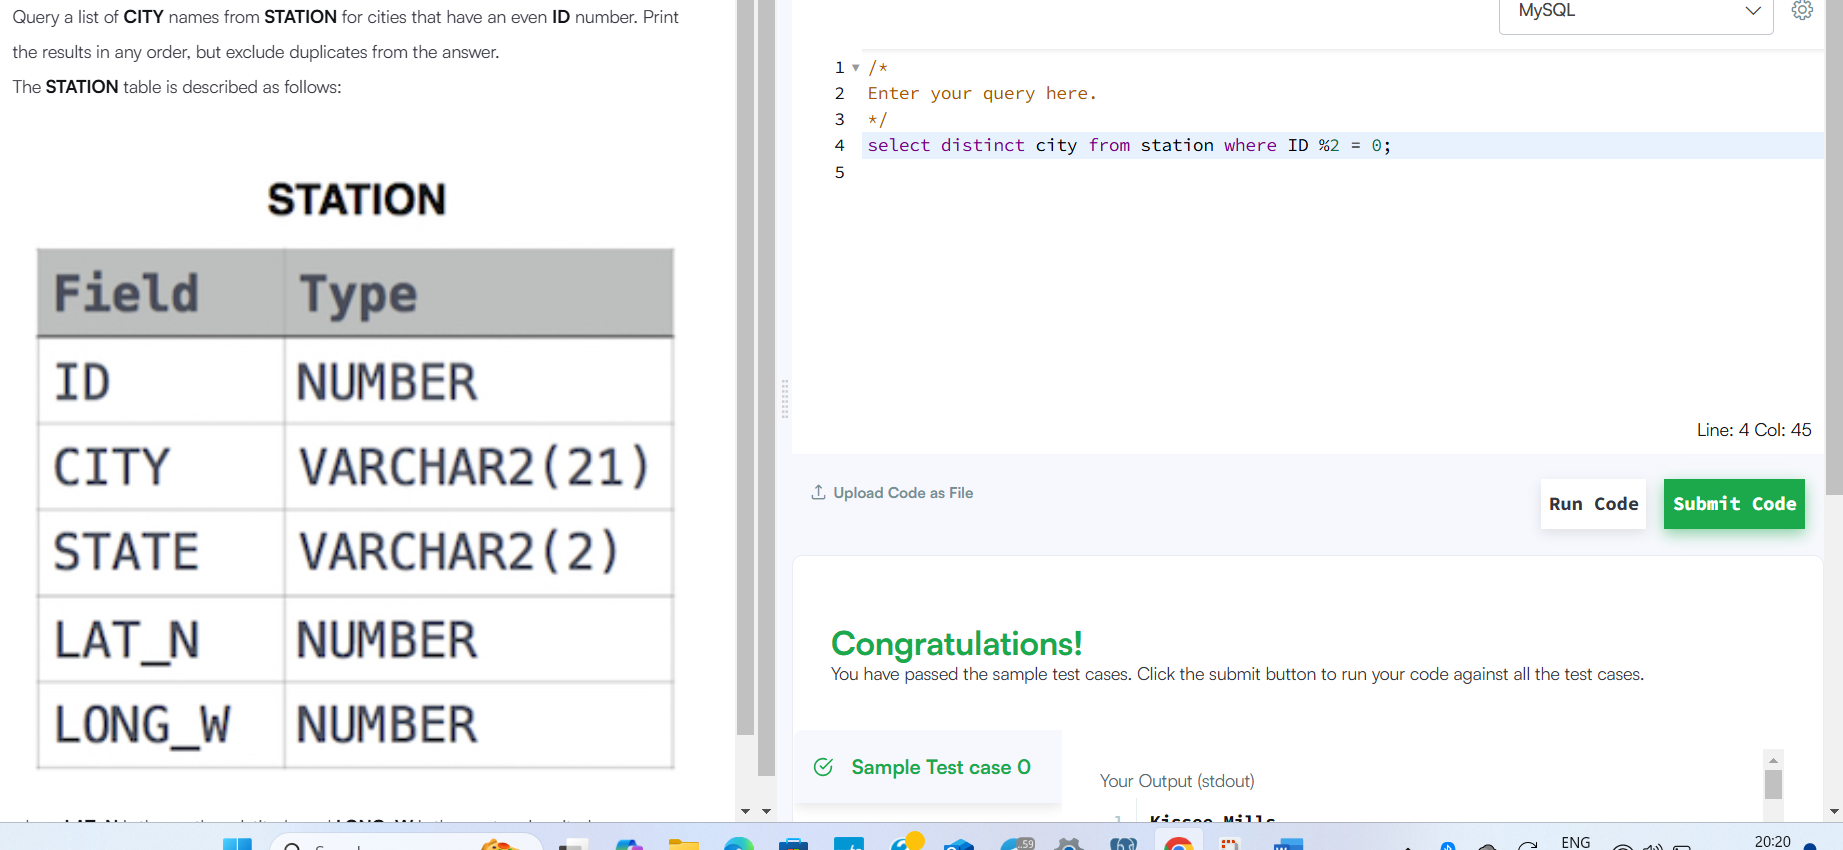 Query a list of CITY names from STATION for cities that have an even ID number. Print
the results in any order, but exclude duplicates from the answer.
The STATION table is described as follows:
STATION
Field Type
ID NUMBER
CITY VARCHAR2(21)
STATE VARCHAR2(2)
LAT_N NUMBER
LONG_W NUMBER
MySQL
1 /*
2 Enter your query here.
3 */
4 select distinct city from station where ID %2 = 0;
5
Line: 4 Col: 45
Upload Code as File
Run Code
Submit Code
Congratulations!
You have passed the sample test cases. Click the submit button to run your code against all the test cases.
Sample Test case 0
Your Output (stdout)
1 Kissee Mills
.59
ENG
20:20